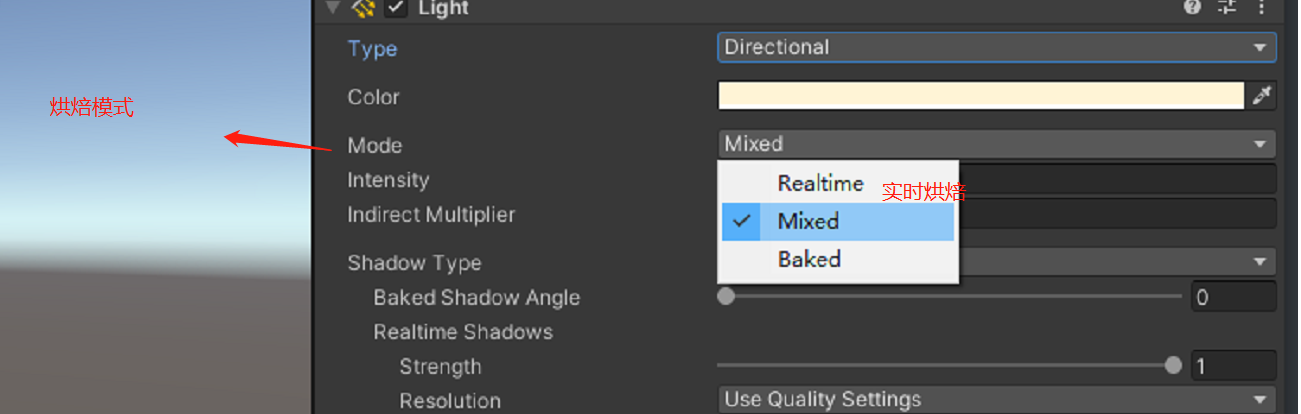 Light
Type
Directional
Color
烘焙模式
Mode
Mixed
Intensity
Realtime
实时烘焙
Indirect Multiplier
Mixed
Shadow Type
Baked
Baked Shadow Angle
0
Realtime Shadows
Strength
1
Resolution
Use Quality Settings